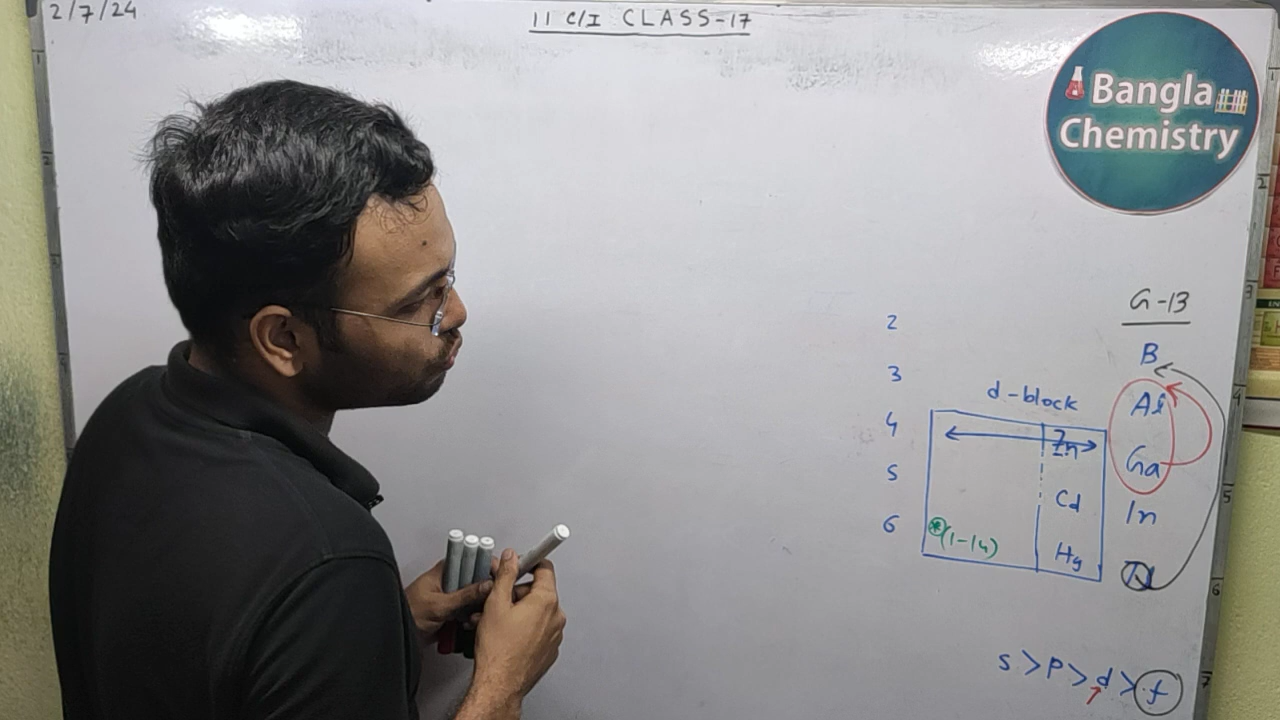 2/7/24
11 C/I CLASS-17
Bangla
Chemistry
G-13
2
B
3
d-block
Al
4
Zn
Ga
5
Cd
In
6
*(1-14)
Hg
Tl
s > p > d > f